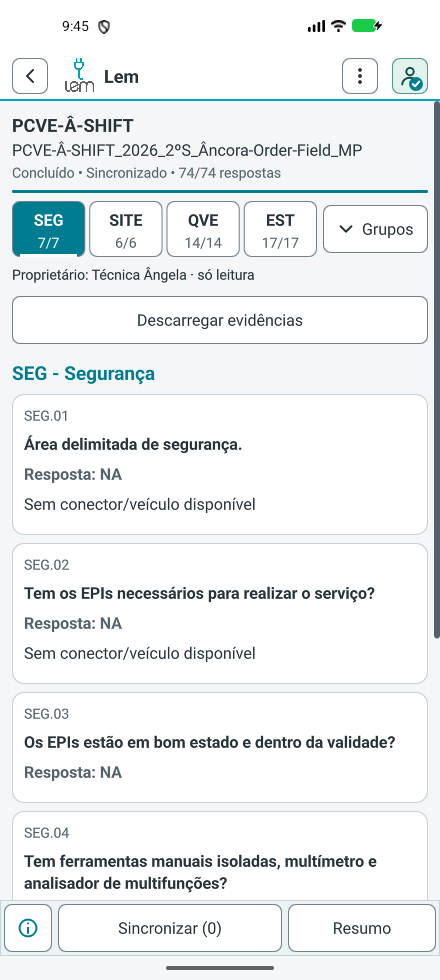 9:45
Lem
lem
PCVE-Â-SHIFT
PCVE-Â-SHIFT_2026_2ºS_Âncora-Order-Field_MP
Concluído • Sincronizado • 74/74 respostas
SEG
7/7
SITE
6/6
QVE
14/14
EST
17/17
Grupos
Proprietário: Técnica Ângela · só leitura
Descarregar evidências
SEG - Segurança
SEG.01
Área delimitada de segurança.
Resposta: NA
Sem conector/veículo disponível
SEG.02
Tem os EPIs necessários para realizar o serviço?
Resposta: NA
Sem conector/veículo disponível
SEG.03
Os EPIs estão em bom estado e dentro da validade?
Resposta: NA
SEG.04
Tem ferramentas manuais isoladas, multímetro e
analisador de multifunções?
Sincronizar (0)
Resumo